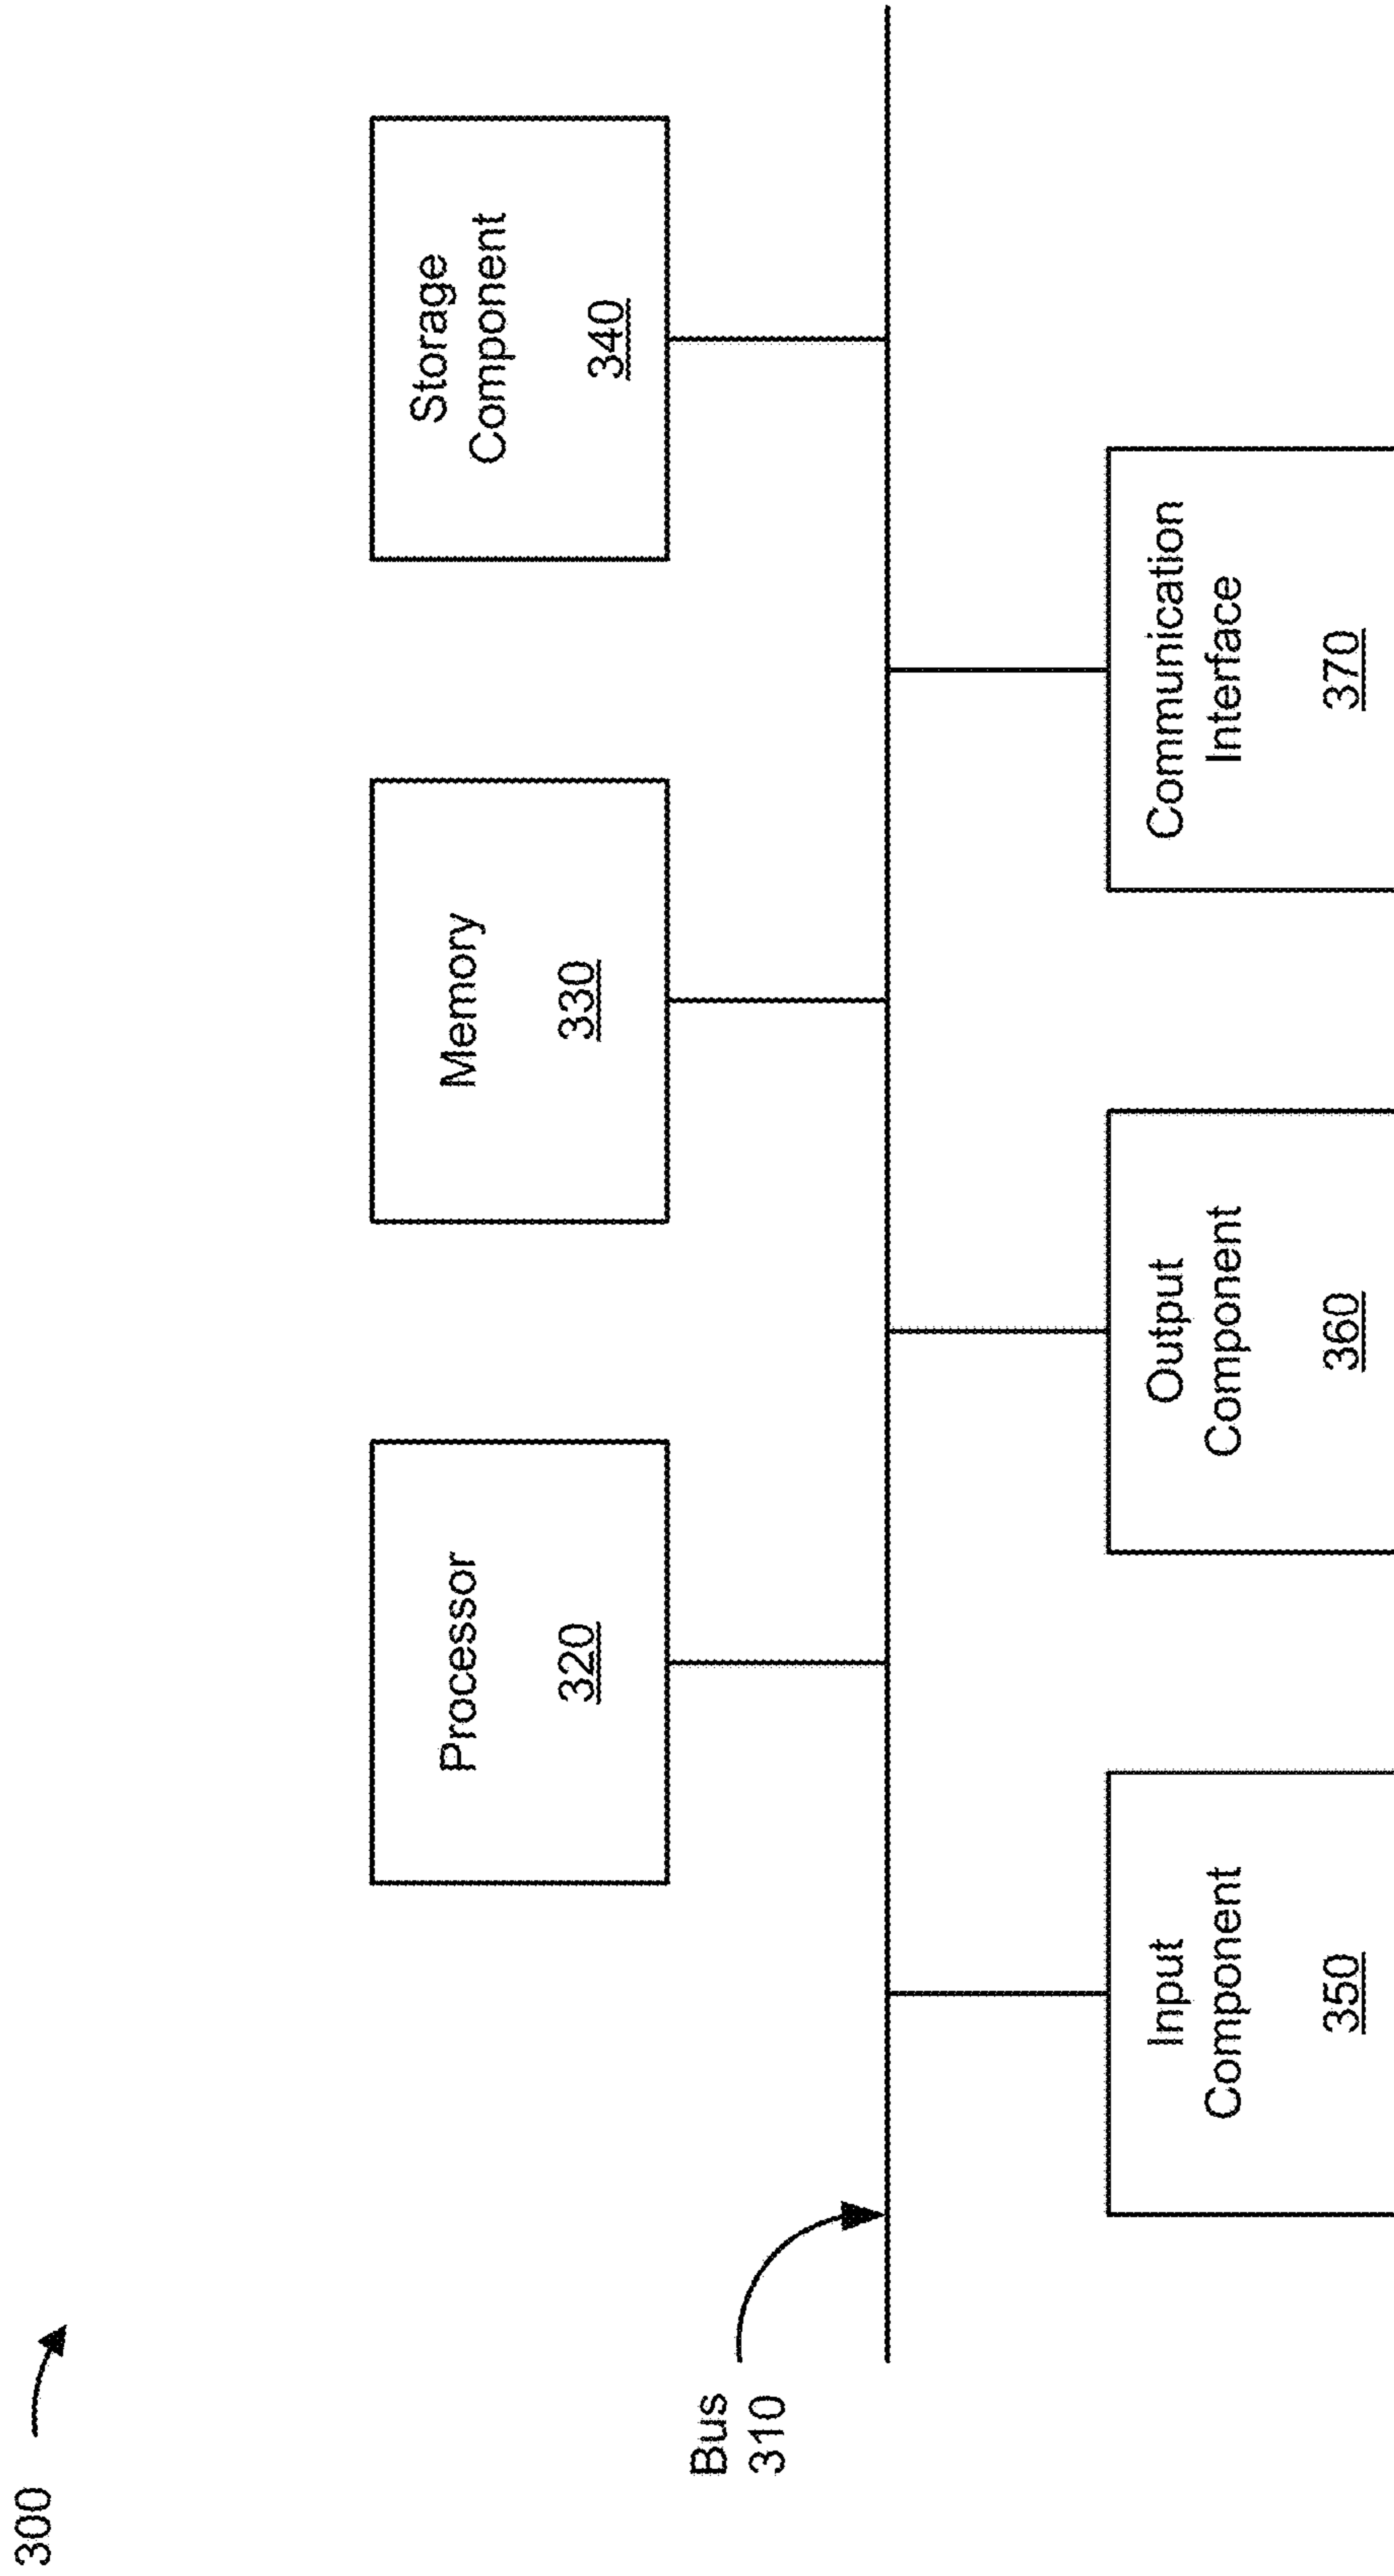 300
Processor
320
Memory
330
Storage
Component
340
Bus
310
Input
Component
350
Output
Component
360
Communication
Interface
370